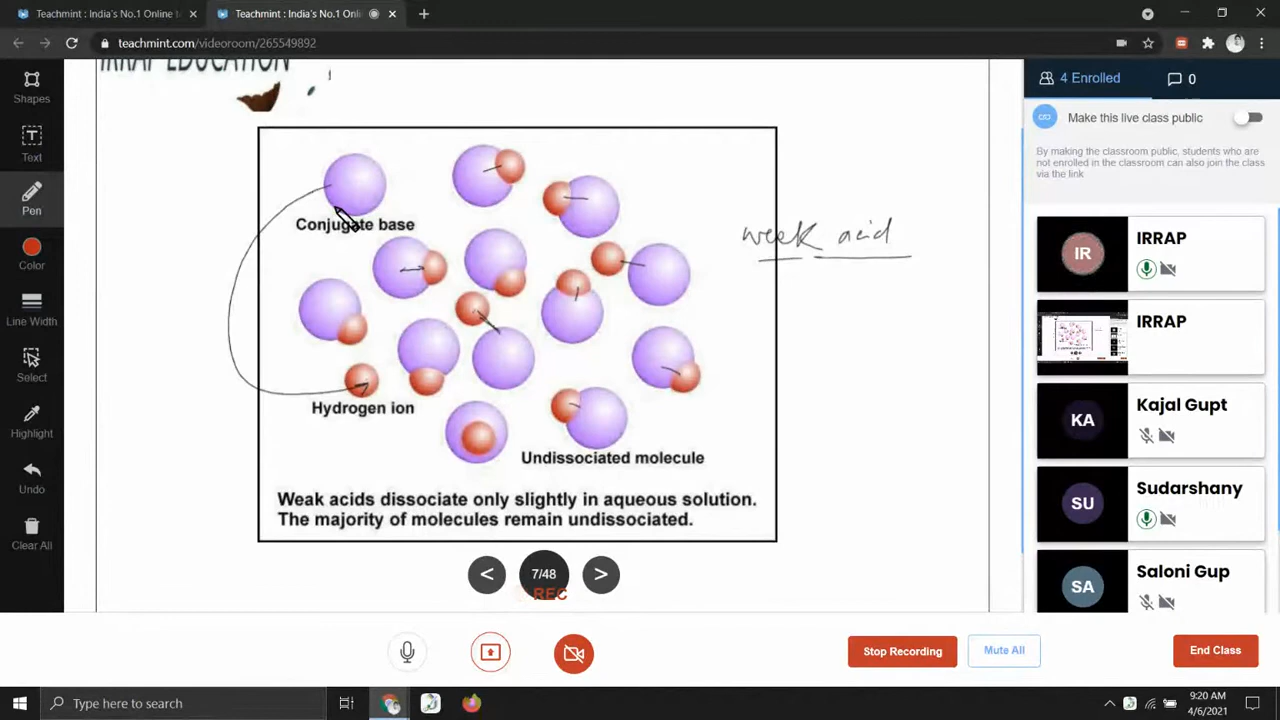 Teachmint : India's No.1 Online
Teachmint : India's No.1 Online
teachmint.com/videoroom/265549892
IRRAP EDUCATION
Shapes
Text
Pen
Color
Line Width
Select
Highlight
Undo
Clear All
Conjugate base
week acid
Hydrogen ion
Undissociated molecule
Weak acids dissociate only slightly in aqueous solution.
The majority of molecules remain undissociated.
<
7/48
>
REC
4 Enrolled
0
Make this live class public
By making the classroom public, students who are
not enrolled in the classroom can also join the class
via the link
IR
IRRAP
IRRAP
KA
Kajal Gupt
SU
Sudarshany
SA
Saloni Gup
Stop Recording
Mute All
End Class
Type here to search
9:20 AM
4/6/2021